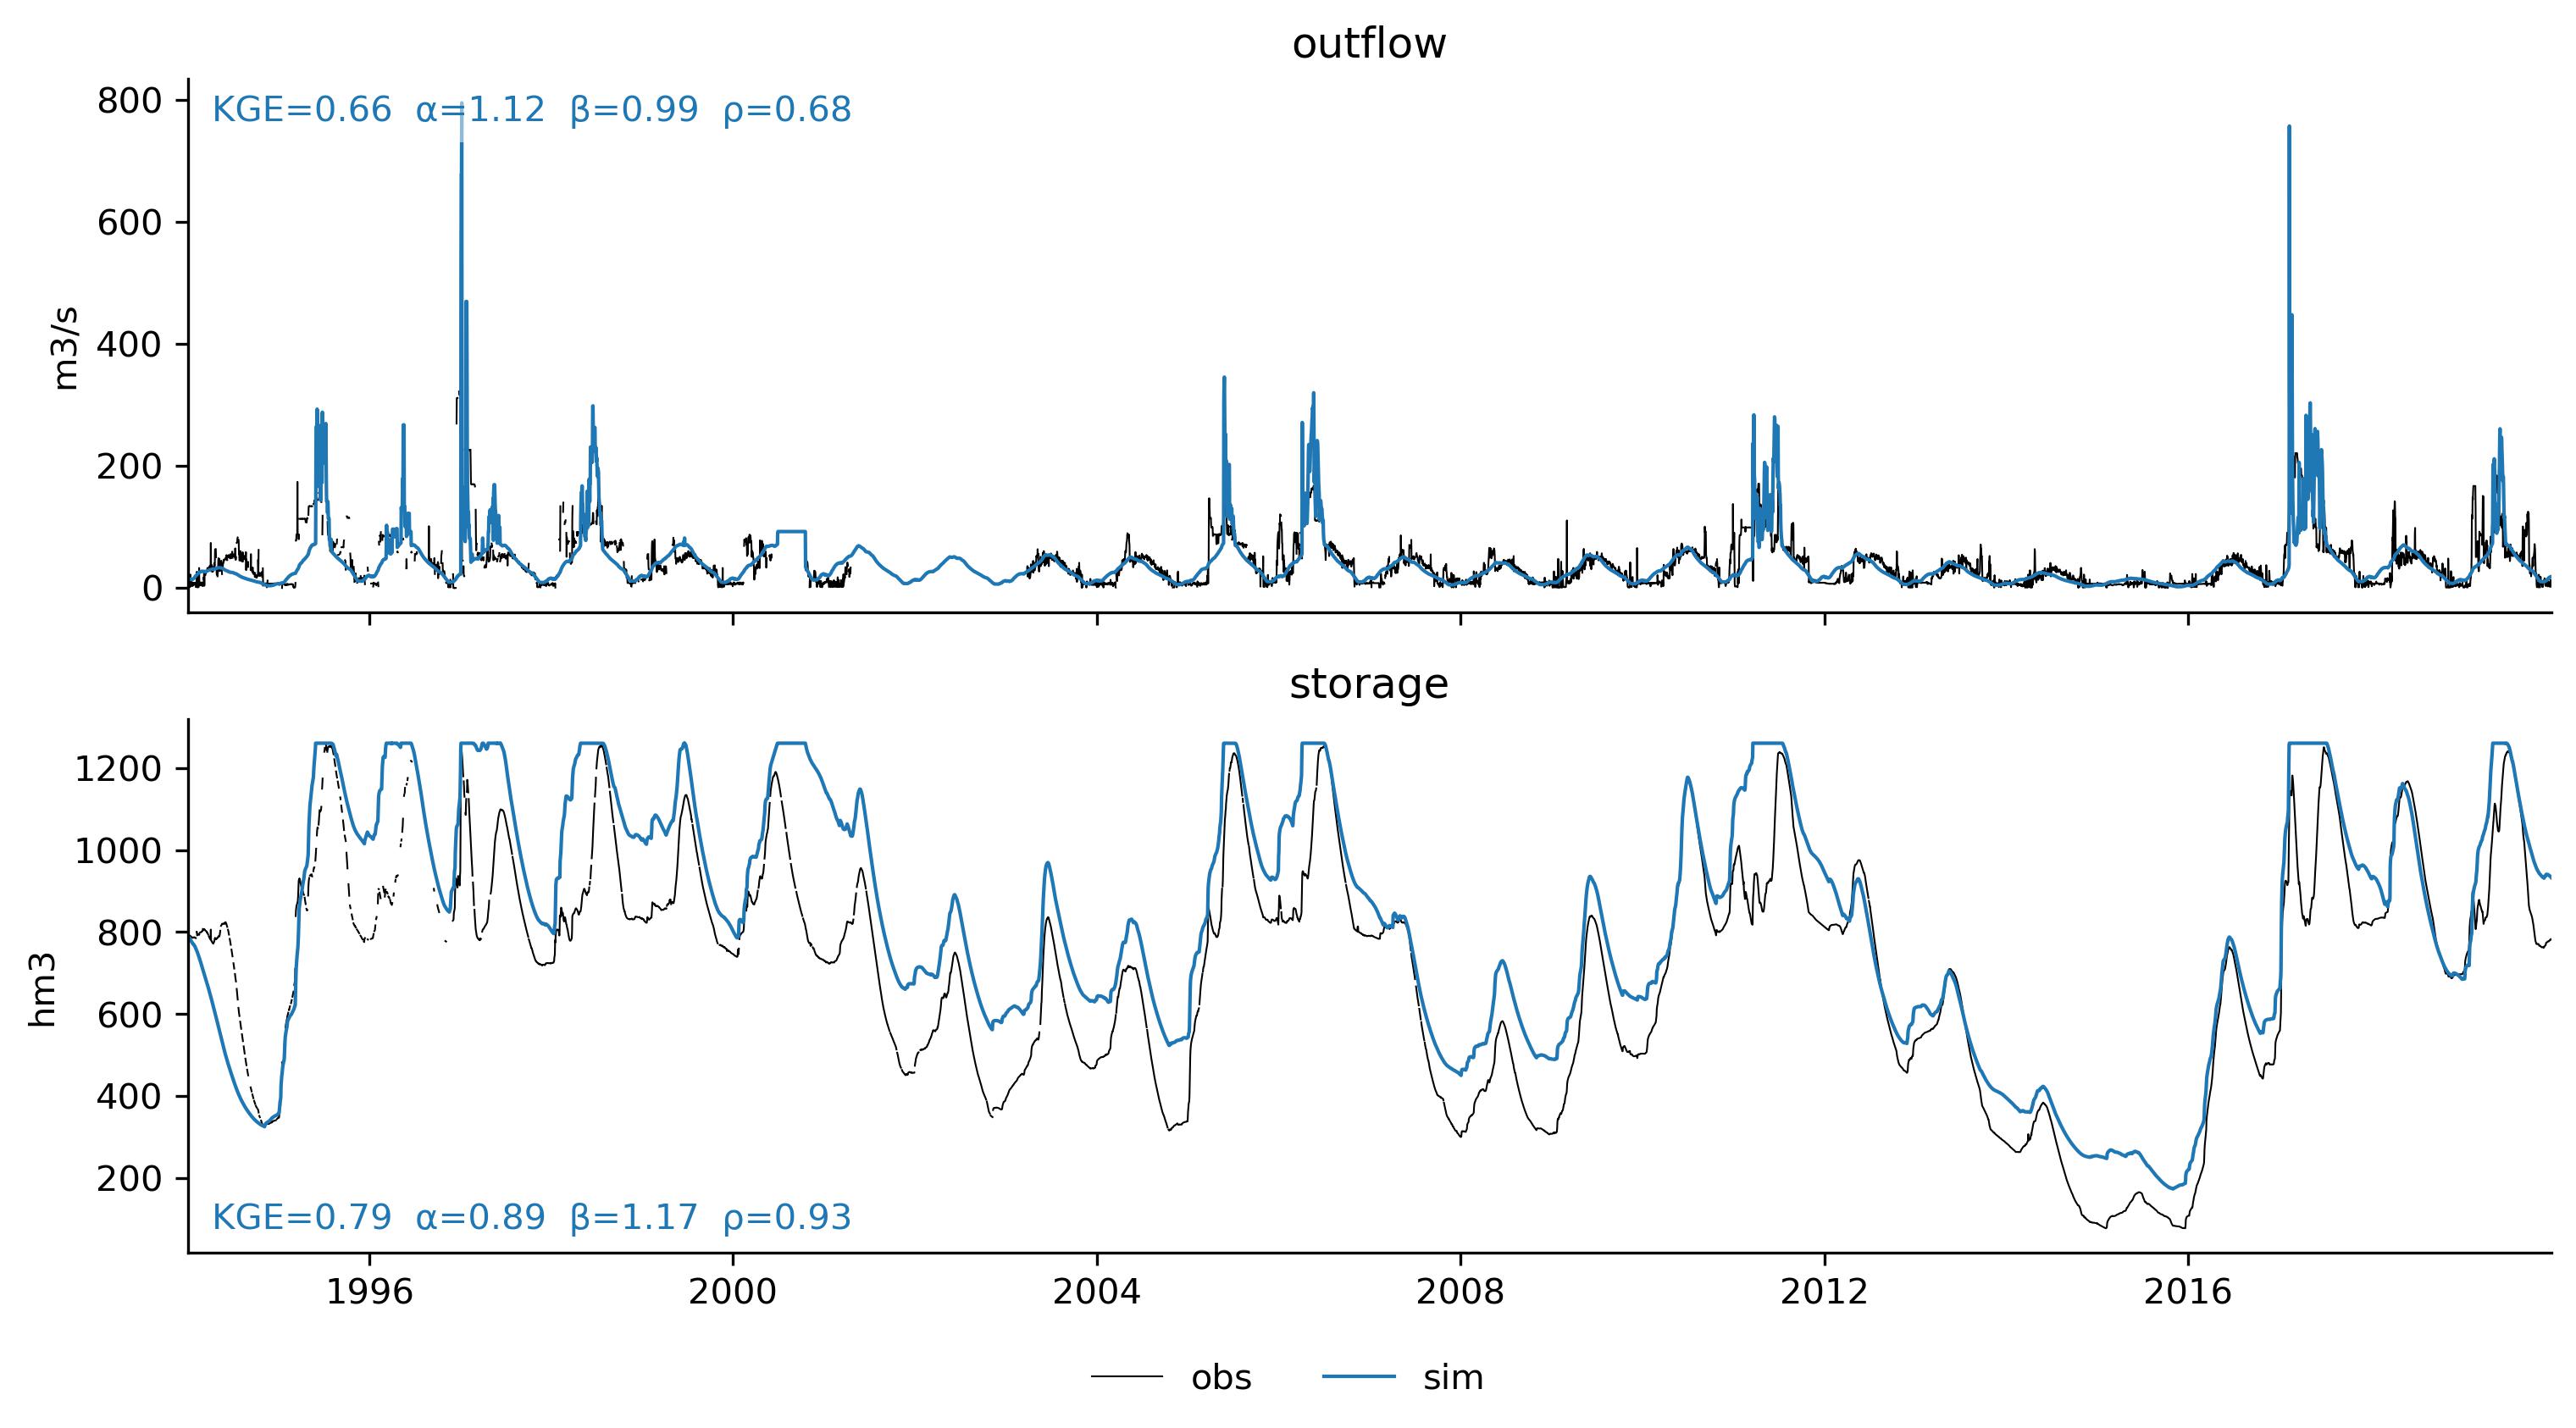 outflow
800
600
400
200
0
m3/s
KGE=0.66 α=1.12 β=0.99 ρ=0.68
storage
1200
1000
800
600
400
200
hm3
KGE=0.79 α=0.89 β=1.17 ρ=0.93
1996 2000 2004 2008 2012 2016
obs sim